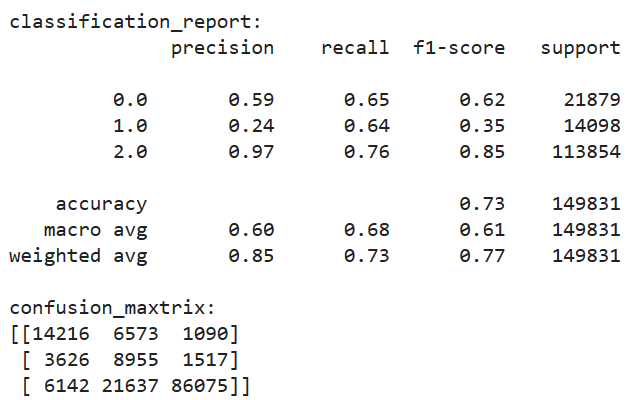 classification_report:
precision recall f1-score support
0.0 0.59 0.65 0.62 21879
1.0 0.24 0.64 0.35 14098
2.0 0.97 0.76 0.85 113854
accuracy 0.73 149831
macro avg 0.60 0.68 0.61 149831
weighted avg 0.85 0.73 0.77 149831
confusion_maxtrix:
[[14216 6573 1090]
[ 3626 8955 1517]
[ 6142 21637 86075]]